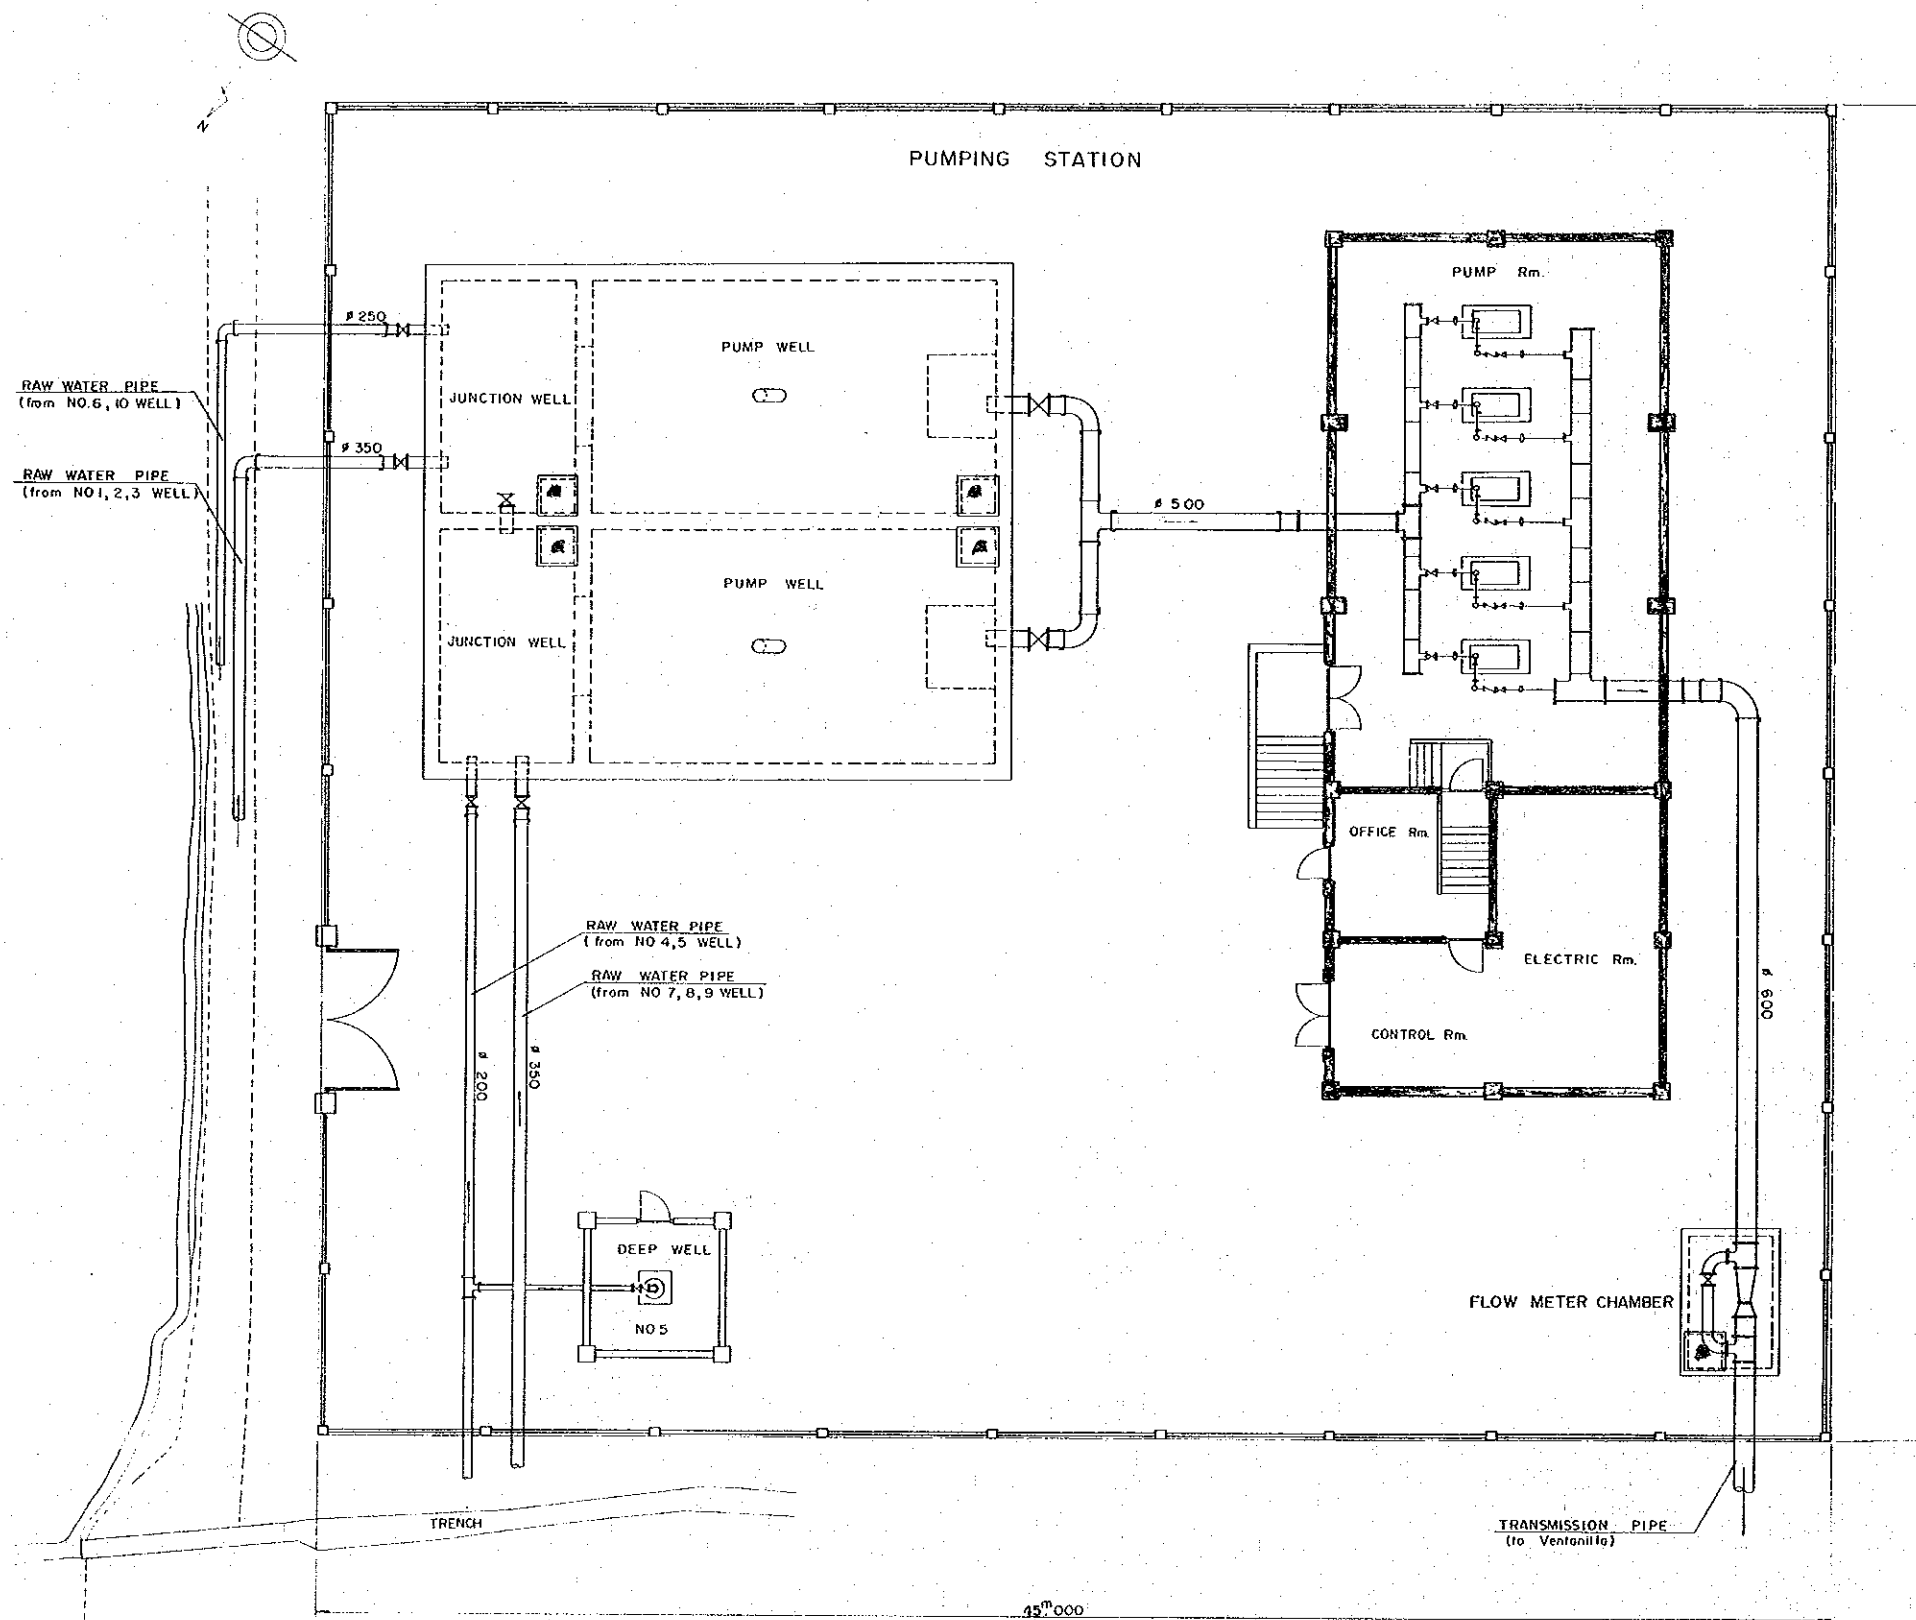 N
PUMPING STATION
PUMP Rm.
ø 250
PUMP WELL
RAW WATER PIPE
(from NO.6, 10 WELL)
JUNCTION WELL
ø 350
RAW WATER PIPE
(from NO 1, 2, 3 WELL)
ø 500
PUMP WELL
JUNCTION WELL
OFFICE Rm.
RAW WATER PIPE
(from NO 4,5 WELL)
RAW WATER PIPE
(from NO 7, 8, 9 WELL)
ELECTRIC Rm.
ø 600
CONTROL Rm.
ø 200
ø 350
DEEP WELL
NO 5
FLOW METER CHAMBER
TRENCH
TRANSMISSION PIPE
(to Ventanilla)
45.ᵐ000